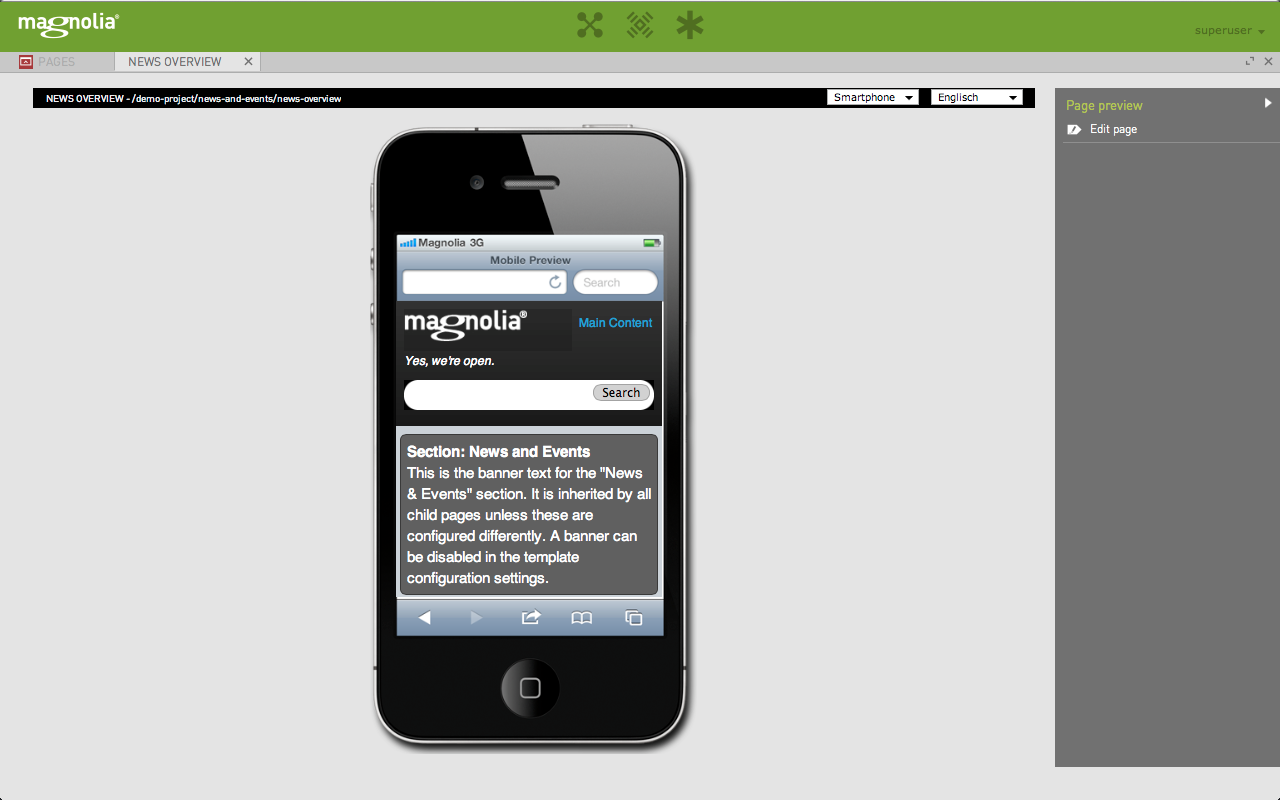 magnolia®
superuser
PAGES
NEWS OVERVIEW
NEWS OVERVIEW - /demo-project/news-and-events/news-overview
Smartphone
Englisch
Page preview
Edit page
Magnolia 3G
Mobile Preview
Search
magnolia®
Main Content
Yes, we're open.
Search
Section: News and Events
This is the banner text for the "News
& Events" section. It is inherited by all
child pages unless these are
configured differently. A banner can
be disabled in the template
configuration settings.